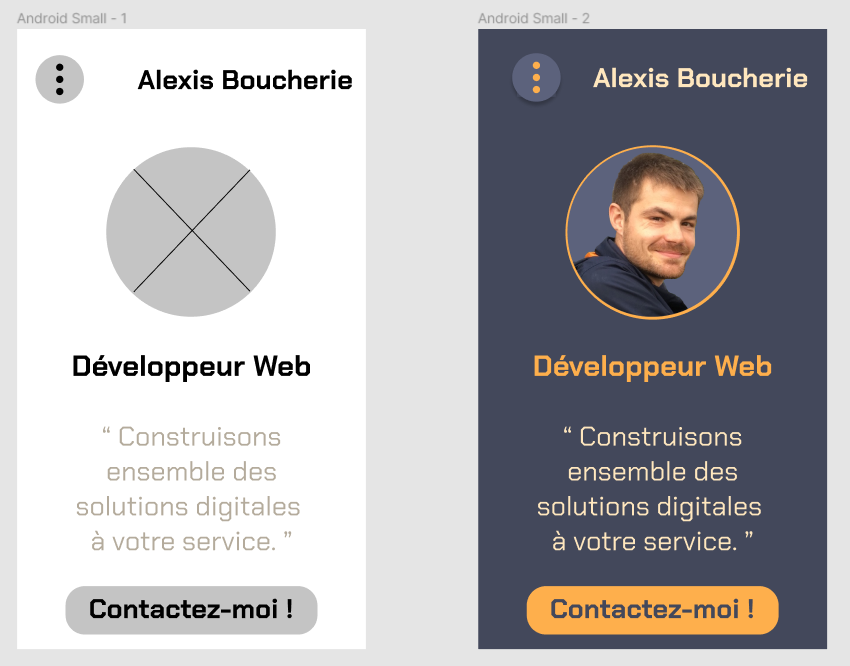 Android Small - 1
Alexis Boucherie
Développeur Web
“ Construisons
ensemble des
solutions digitales
à votre service. ”
Contactez-moi !
Android Small - 2
Alexis Boucherie
Développeur Web
“ Construisons
ensemble des
solutions digitales
à votre service. ”
Contactez-moi !